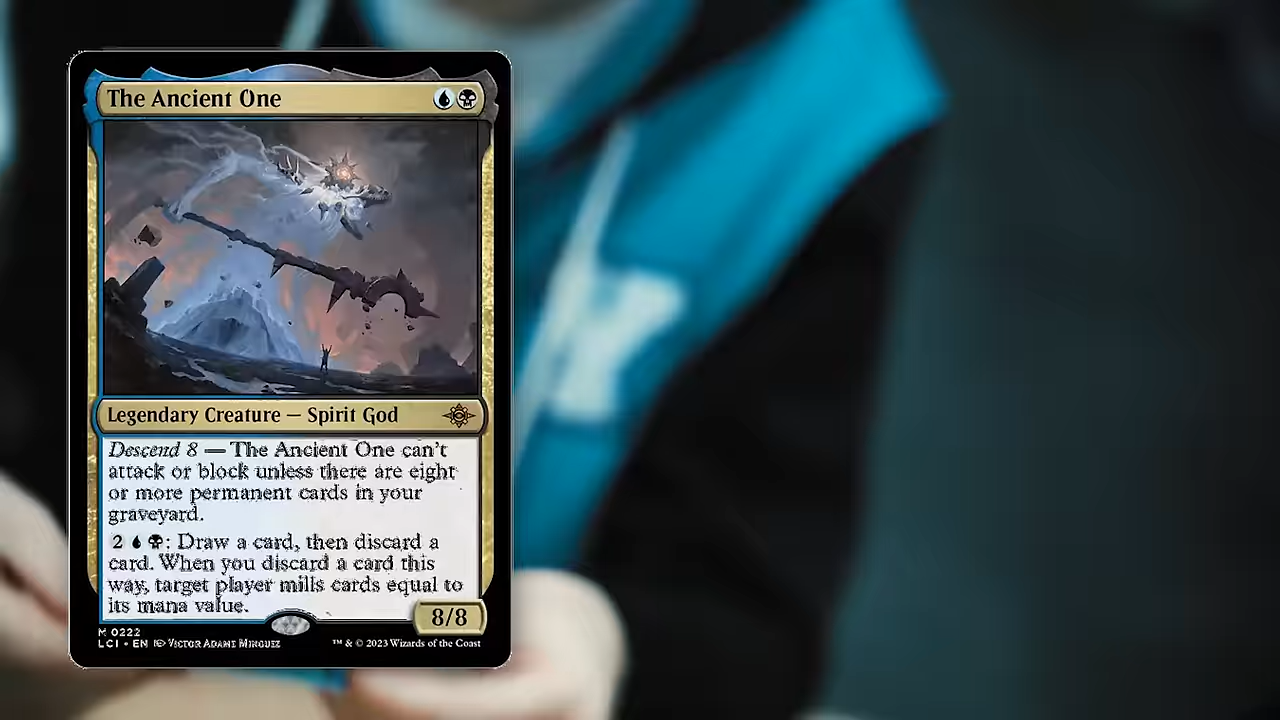 The Ancient One
Legendary Creature — Spirit God
Descend 8 — The Ancient One can't
attack or block unless there are eight
or more permanent cards in your
graveyard.
2 : Draw a card, then discard a
card. When you discard a card this
way, target player mills cards equal to
its mana value.
8/8
M 0222
LCI • EN VICTOR ADAME MINGUEZ
™ & © 2023 Wizards of the Coast